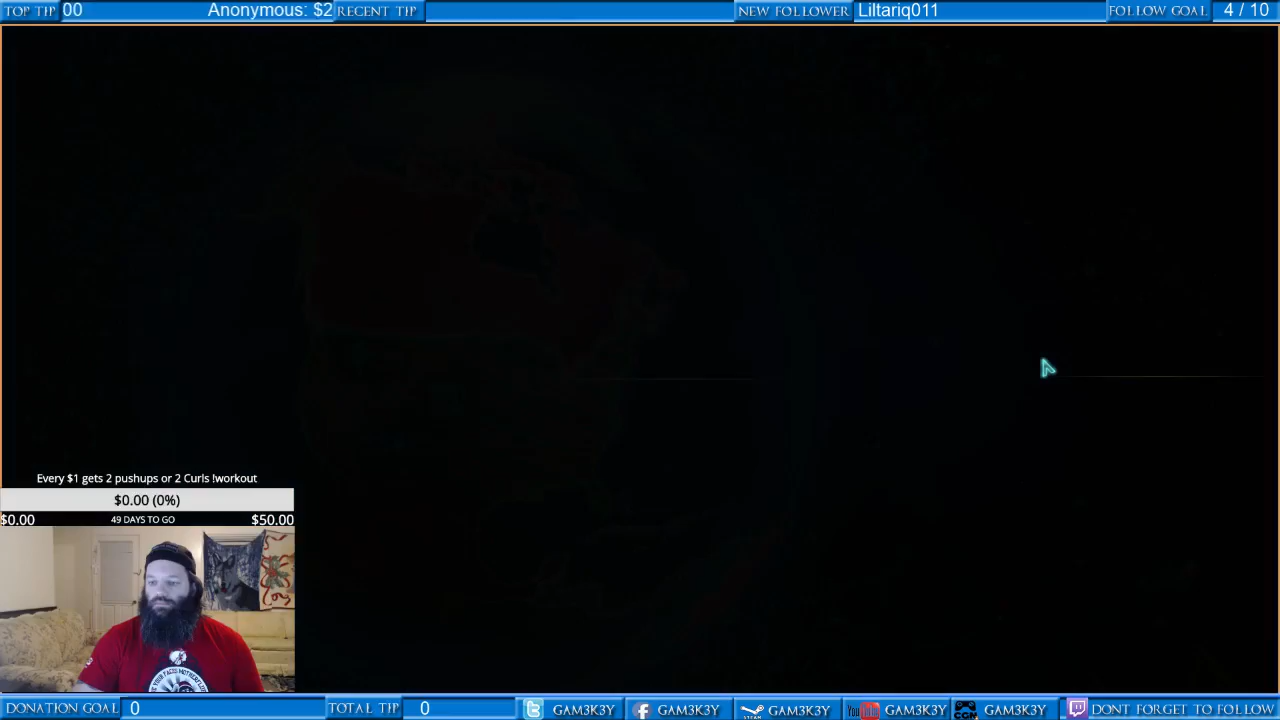 TOP TIP 00 Anonymous: $2 RECENT TIP NEW FOLLOWER Liltariq011 FOLLOW GOAL 4 / 10
Every $1 gets 2 pushups or 2 Curls !workout
$0.00 (0%)
$0.00 49 DAYS TO GO $50.00
DONATION GOAL 0 TOTAL TIP 0 GAM3K3Y GAM3K3Y STEAM GAM3K3Y YouTube GAM3K3Y GAM3K3Y DONT FORGET TO FOLLOW